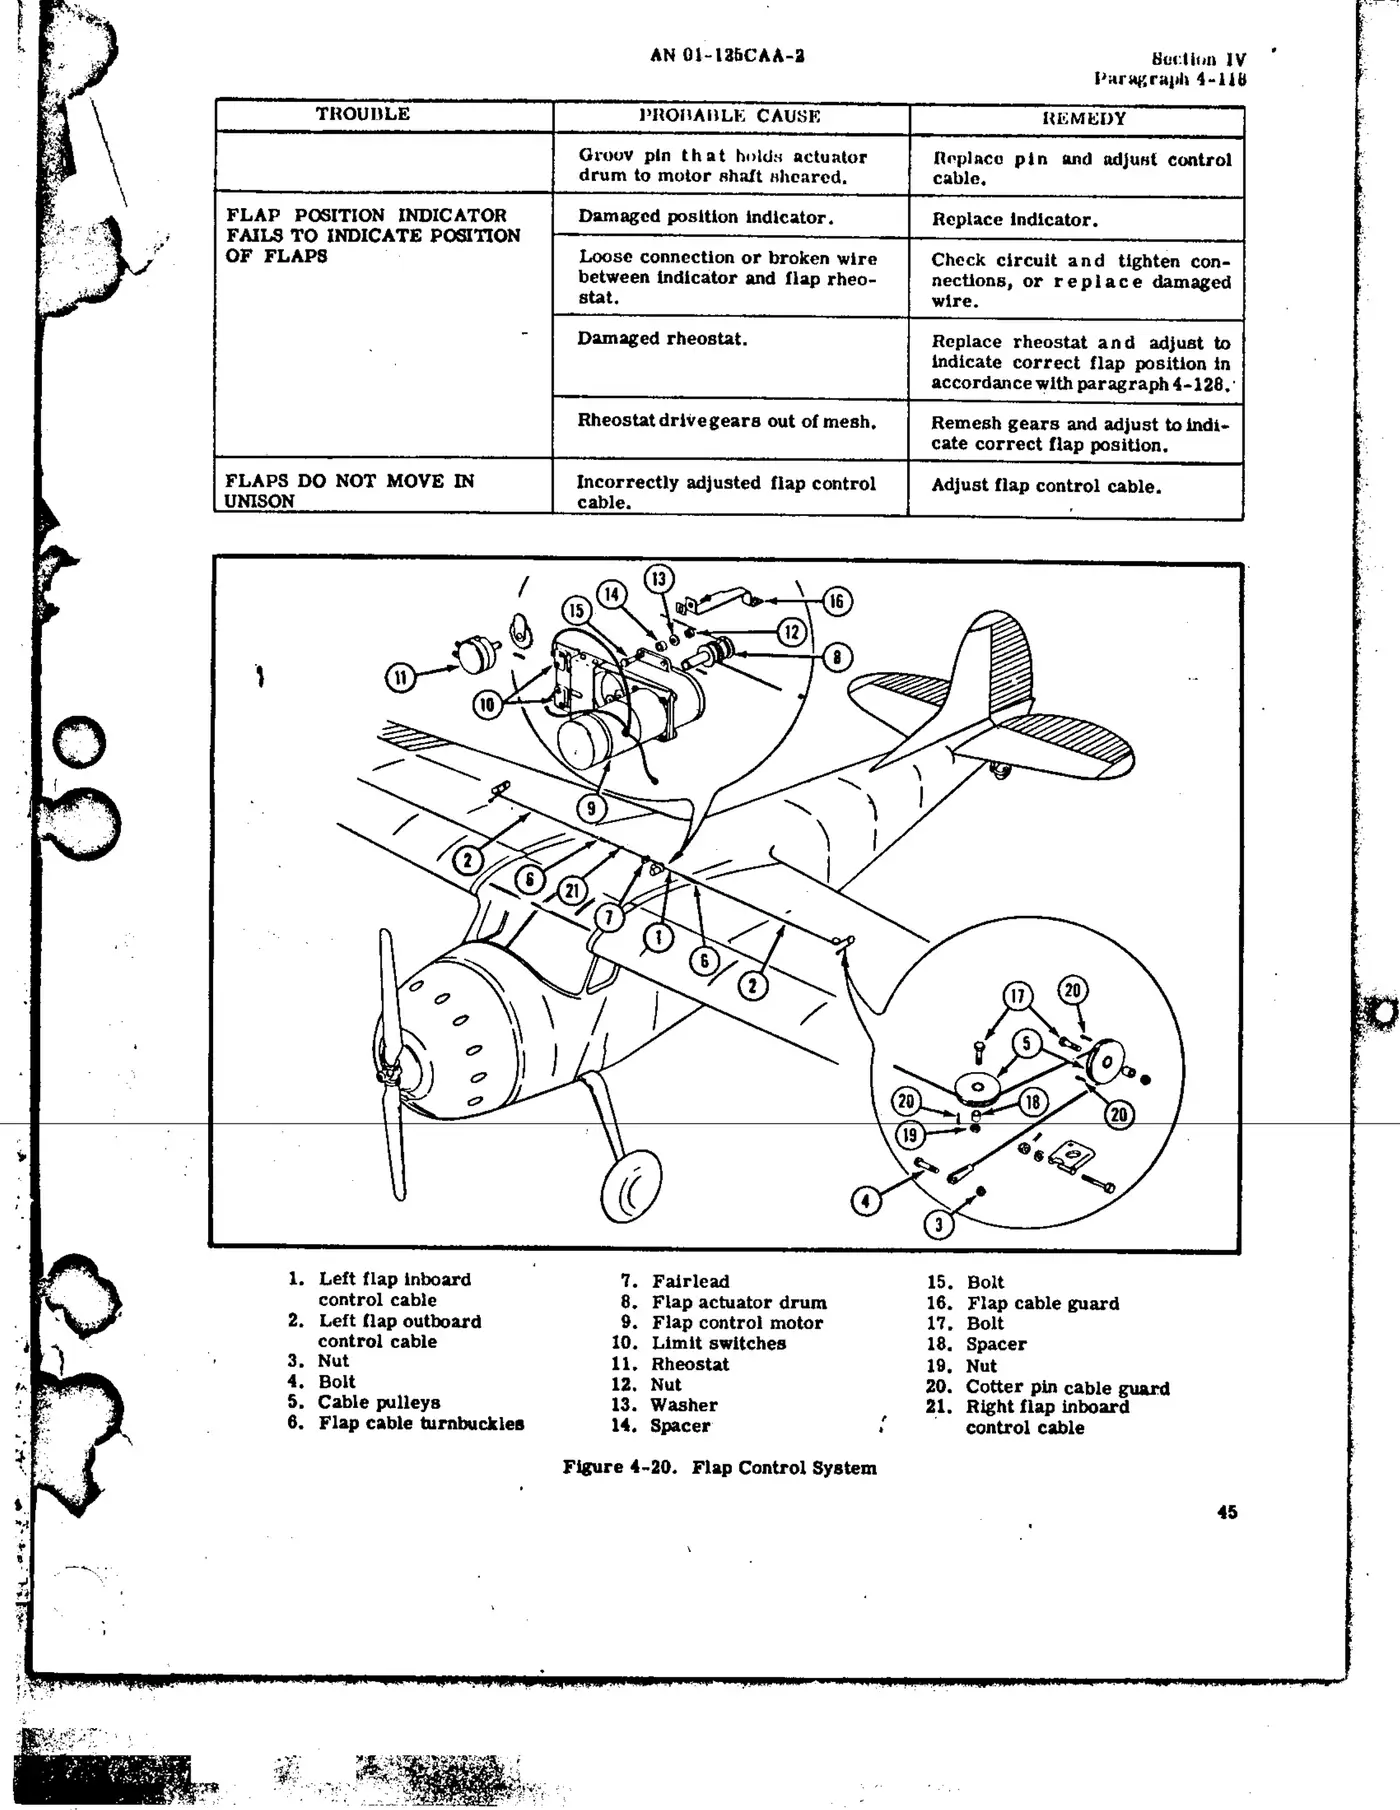 AN 01-125CAA-2
Section IV
Paragraph 4-118
TROUBLE
PROBABLE CAUSE
REMEDY
Groov pin that holds actuator
drum to motor shaft sheared.
Replace pin and adjust control
cable.
FLAP POSITION INDICATOR
FAILS TO INDICATE POSITION
OF FLAPS
Damaged position indicator.
Replace indicator.
Loose connection or broken wire
between indicator and flap rheo-
stat.
Check circuit and tighten con-
nections, or replace damaged
wire.
Damaged rheostat.
Replace rheostat and adjust to
indicate correct flap position in
accordance with paragraph 4-128.
Rheostat drive gears out of mesh.
Remesh gears and adjust to indi-
cate correct flap position.
FLAPS DO NOT MOVE IN
UNISON
Incorrectly adjusted flap control
cable.
Adjust flap control cable.
13
14
16
15
12
8
11
10
9
2
6
21
7
1
6
2
17
20
5
20
18
20
19
4
3
1. Left flap inboard
control cable
2. Left flap outboard
control cable
3. Nut
4. Bolt
5. Cable pulleys
6. Flap cable turnbuckles
7. Fairlead
8. Flap actuator drum
9. Flap control motor
10. Limit switches
11. Rheostat
12. Nut
13. Washer
14. Spacer
15. Bolt
16. Flap cable guard
17. Bolt
18. Spacer
19. Nut
20. Cotter pin cable guard
21. Right flap inboard
control cable
Figure 4-20. Flap Control System
45